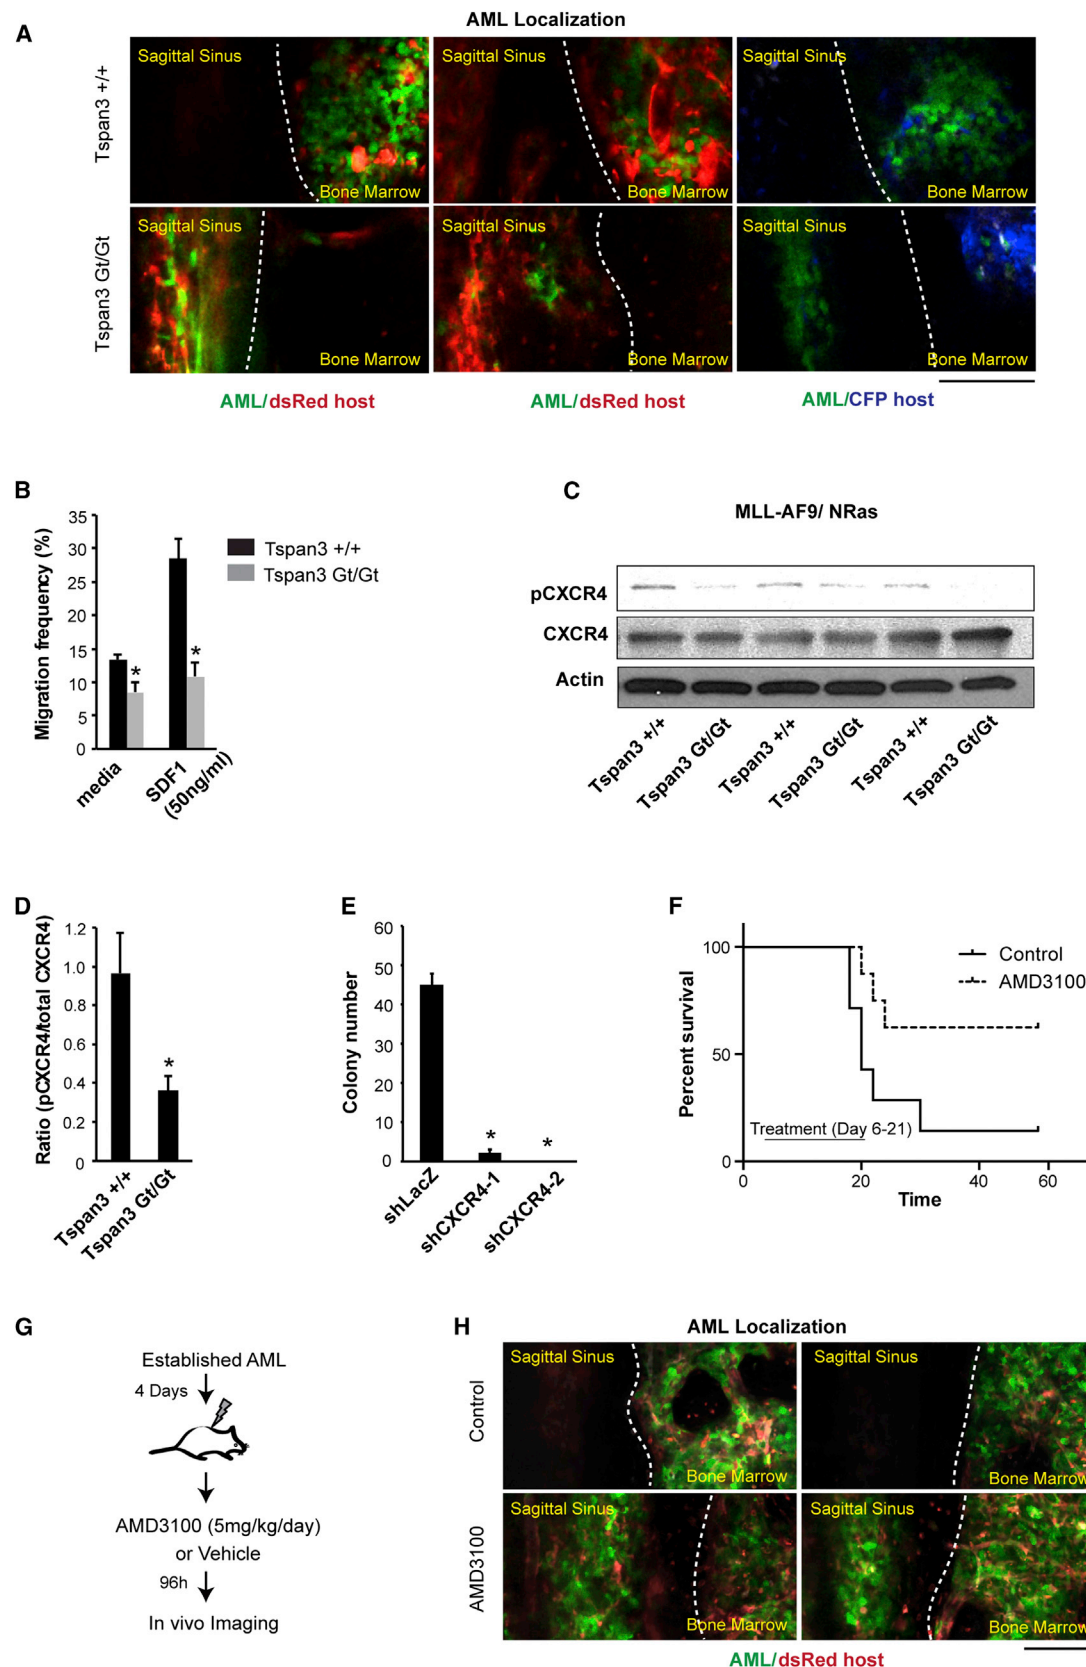 A
AML Localization
Tspan3 +/+
Sagittal Sinus
Bone Marrow
Sagittal Sinus
Bone Marrow
Sagittal Sinus
Bone Marrow
Tspan3 Gt/Gt
Sagittal Sinus
Bone Marrow
Sagittal Sinus
Bone Marrow
Sagittal Sinus
Bone Marrow
AML/dsRed host
AML/dsRed host
AML/CFP host
B
Migration frequency (%)
35
30
25
20
15
10
5
0
Tspan3 +/+
Tspan3 Gt/Gt
*
*
media
SDF1
(50ng/ml)
C
MLL-AF9/ NRas
pCXCR4
CXCR4
Actin
Tspan3 +/+
Tspan3 Gt/Gt
Tspan3 +/+
Tspan3 Gt/Gt
Tspan3 +/+
Tspan3 Gt/Gt
D
Ratio (pCXCR4/total CXCR4)
1.2
1.0
0.8
0.6
0.4
0.2
0
*
Tspan3 +/+
Tspan3 Gt/Gt
E
Colony number
60
50
40
30
20
10
0
*
*
shLacZ
shCXCR4-1
shCXCR4-2
F
Percent survival
100
50
0
Control
AMD3100
Treatment (Day 6-21)
0
20
40
60
Time
G
Established AML
4 Days
AMD3100 (5mg/kg/day)
or Vehicle
96h
In vivo Imaging
H
AML Localization
Control
Sagittal Sinus
Bone Marrow
Sagittal Sinus
Bone Marrow
AMD3100
Sagittal Sinus
Bone Marrow
Sagittal Sinus
Bone Marrow
AML/dsRed host